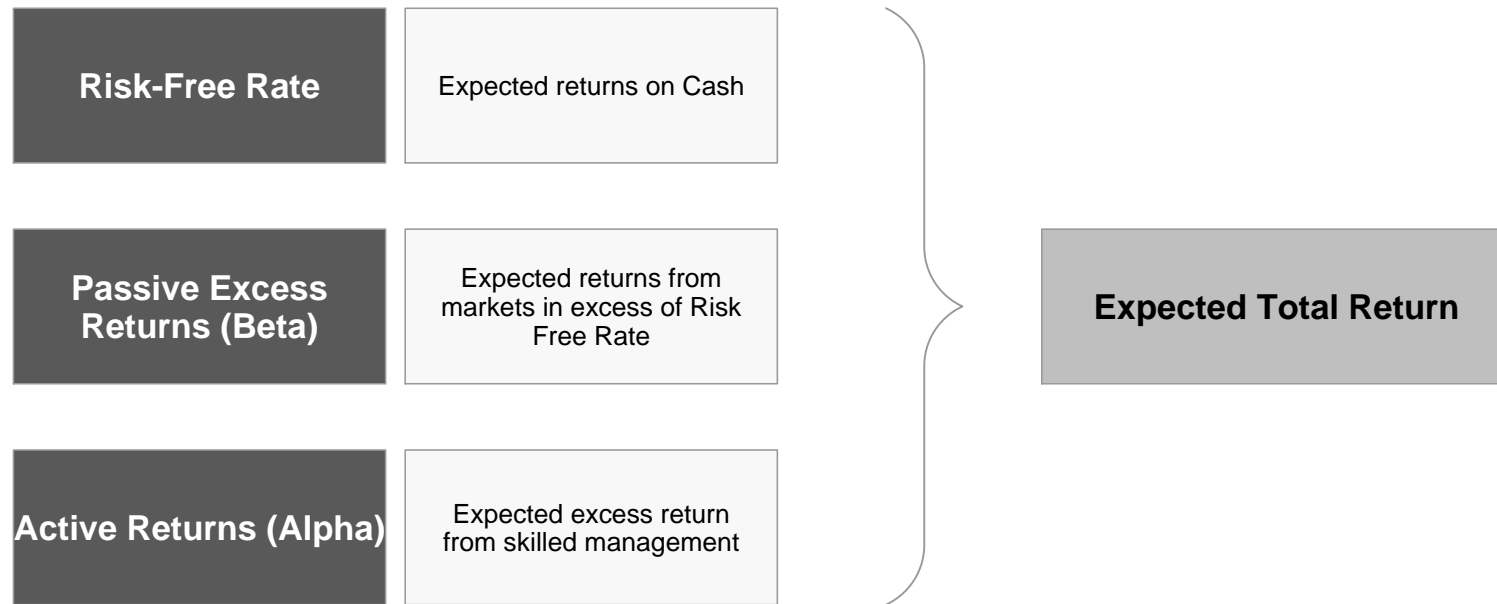 Risk-Free Rate
Expected returns on Cash
Passive Excess
Returns (Beta)
Expected returns from
markets in excess of Risk
Free Rate
Expected Total Return
Active Returns (Alpha)
Expected excess return
from skilled management